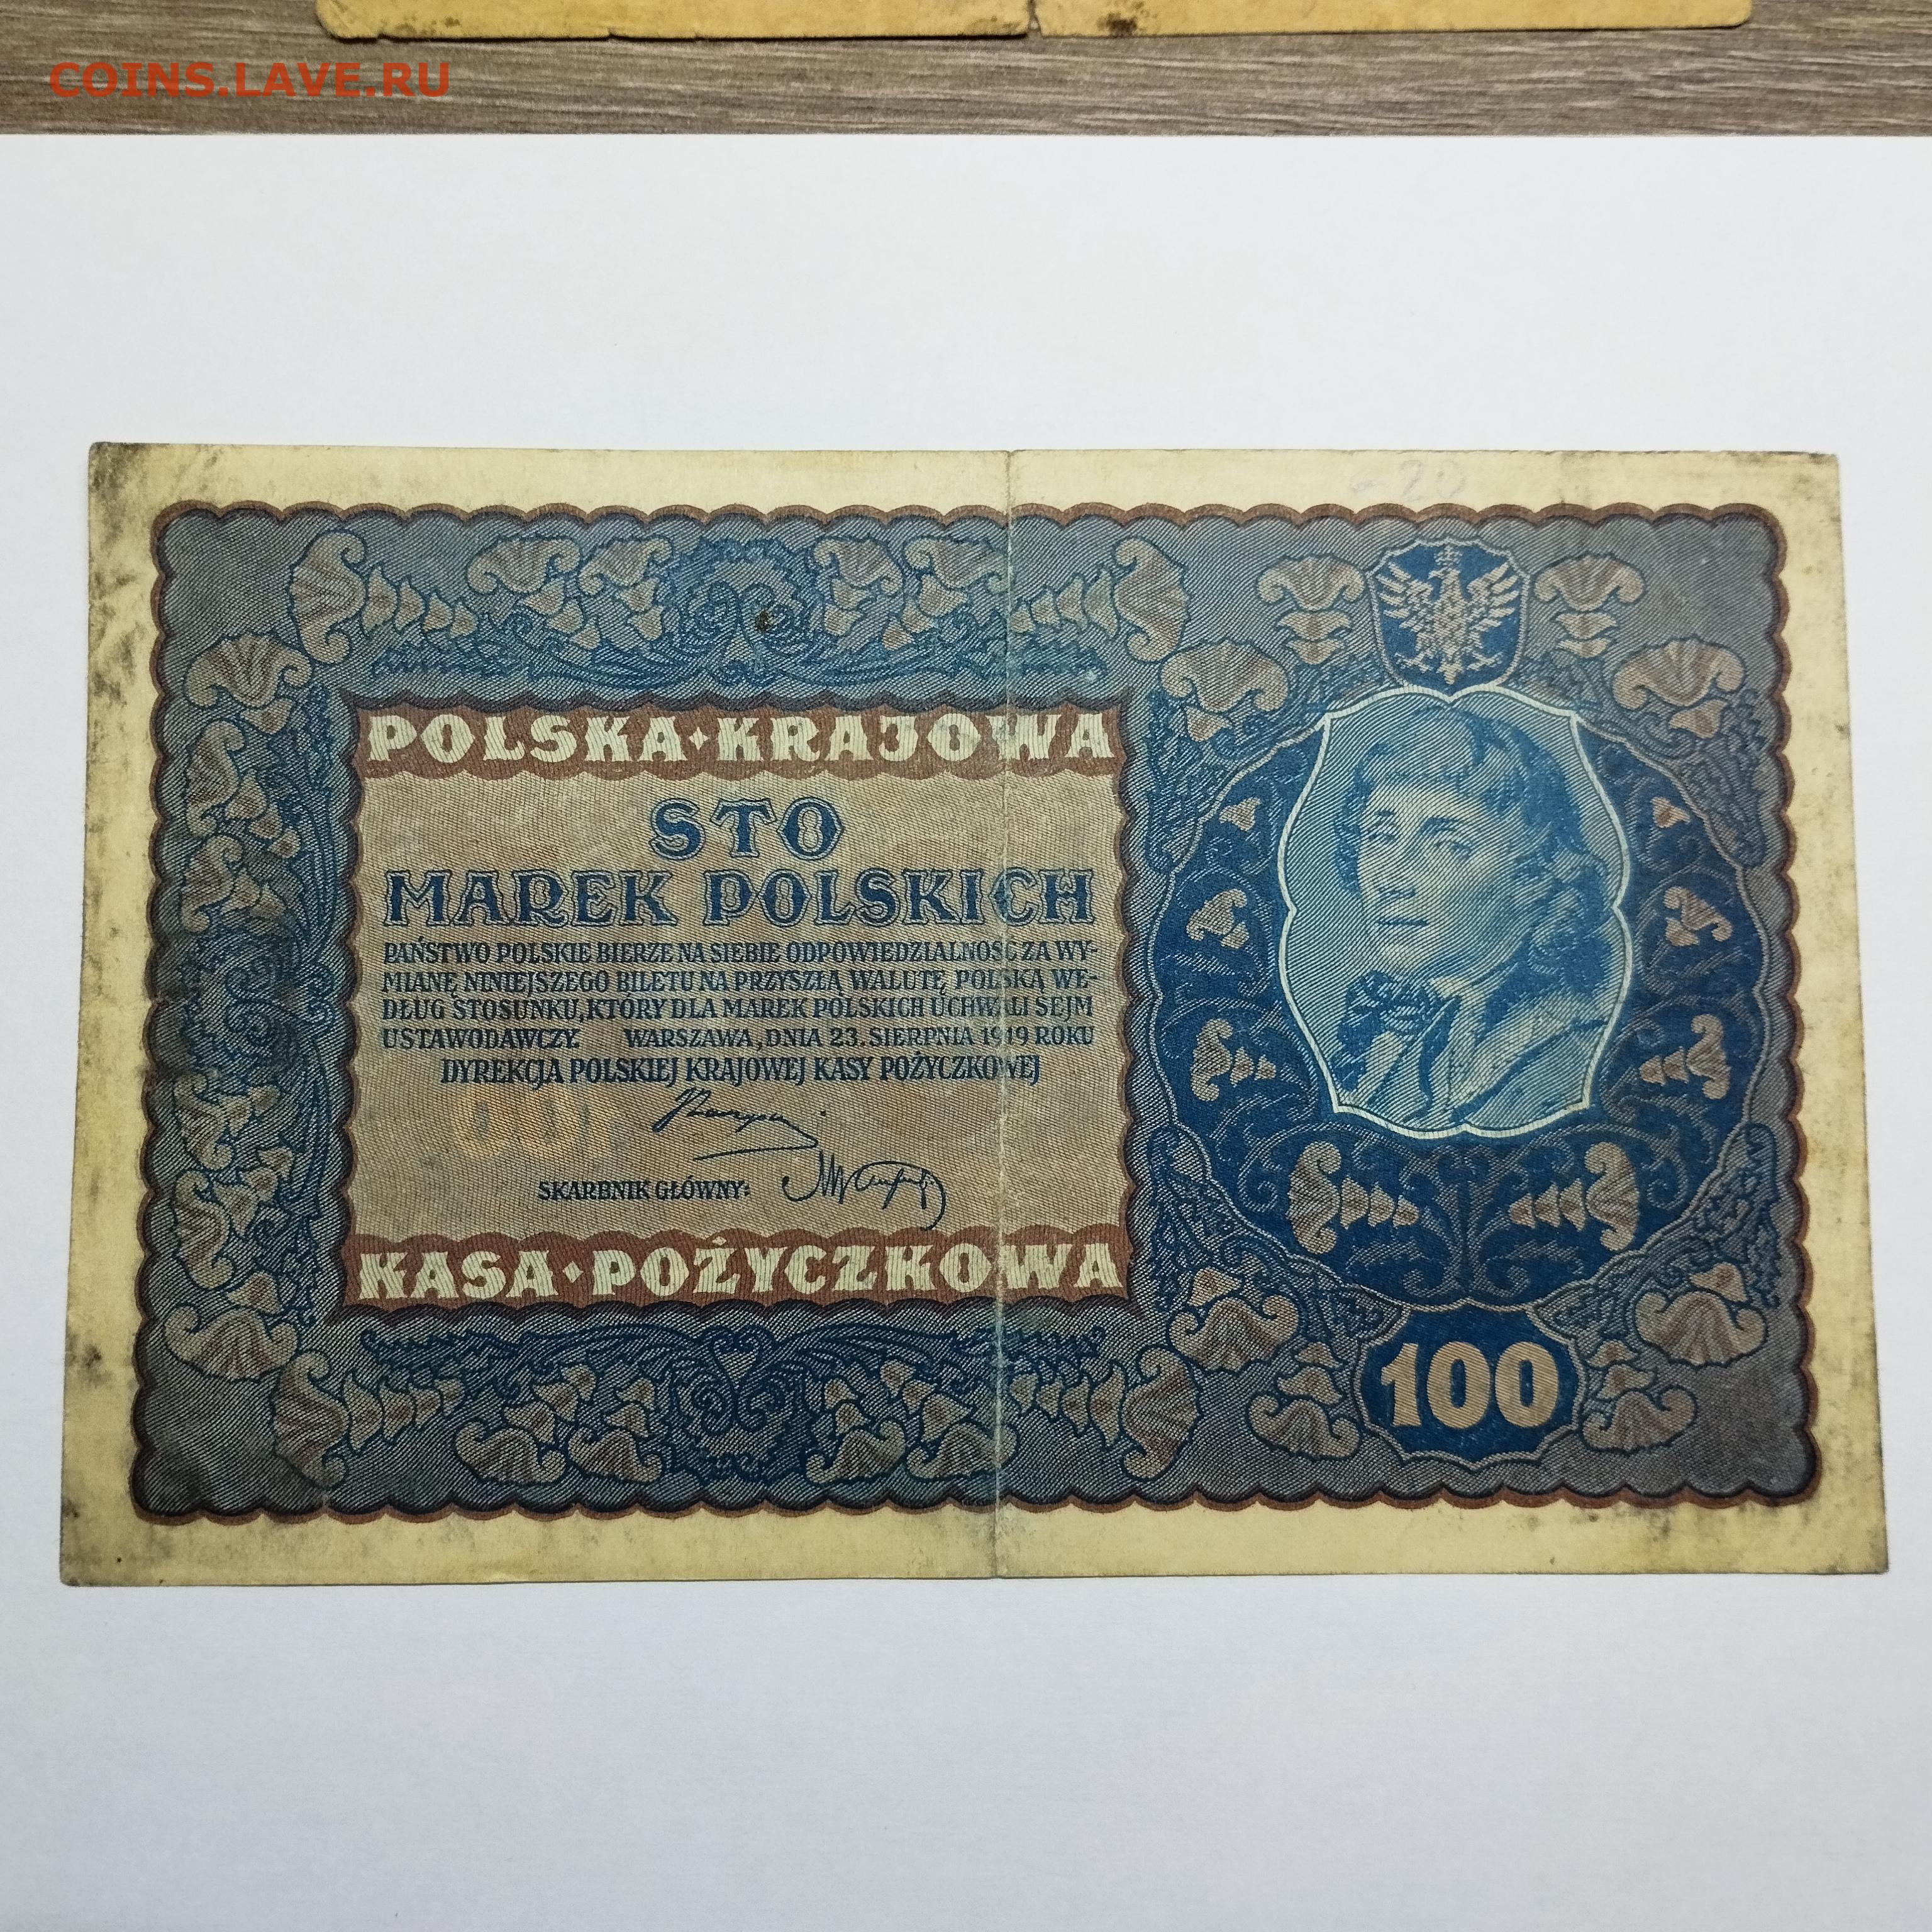 COINS.LAVE.RU
20
POLSKA⬩KRAJOWA
STO
MAREK POLSKICH
PAŃSTWO POLSKIE BIERZE NA SIEBIE ODPOWIEDZIALNOŚĆ ZA WY-
MIANĘ NINIEJSZEGO BILETU NA PRZYSZŁĄ WALUTĘ POLSKĄ WE-
DŁUG STOSUNKU, KTÓRY DLA MAREK POLSKICH UCHWALI SEJM
USTAWODAWCZY. WARSZAWA, DNIA 23. SIERPNIA 1919 ROKU
DYREKCJA POLSKIEJ KRAJOWEJ KASY POŻYCZKOWEJ
SKARBNIK GŁÓWNY:
KASA⬩POŻYCZKOWA
100